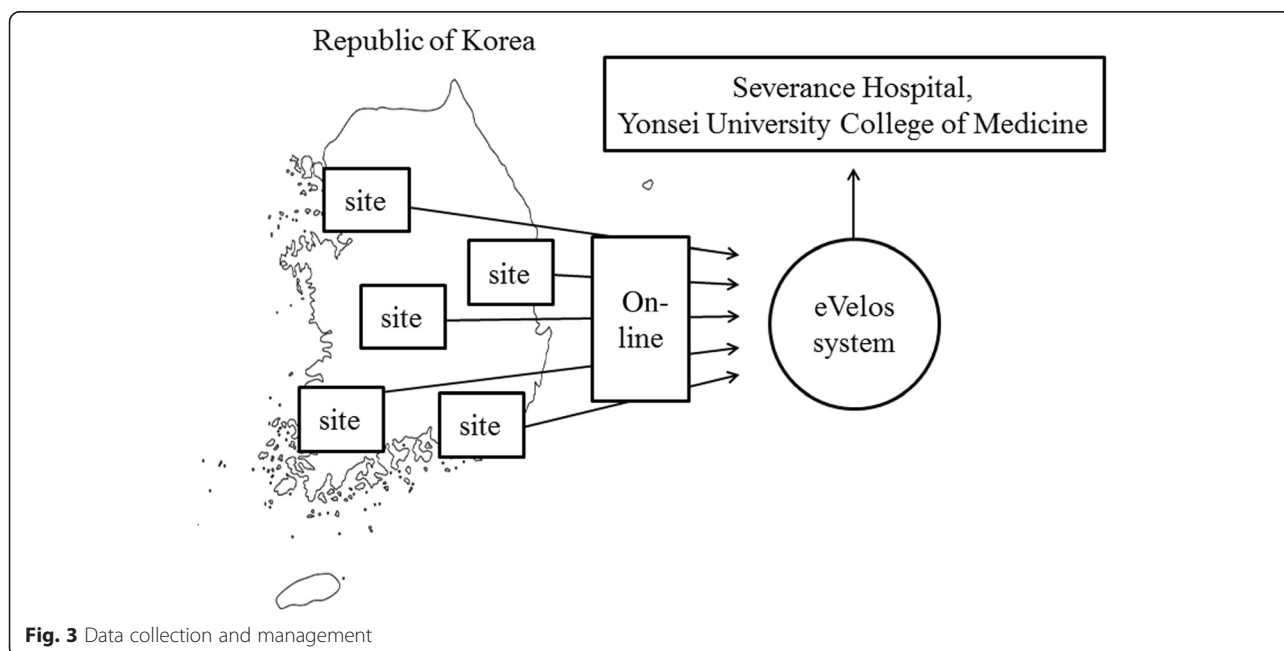 Republic of Korea
Severance Hospital,
Yonsei University College of Medicine
site
site
site
site
site
On-
line
eVelos
system
Fig. 3 Data collection and management